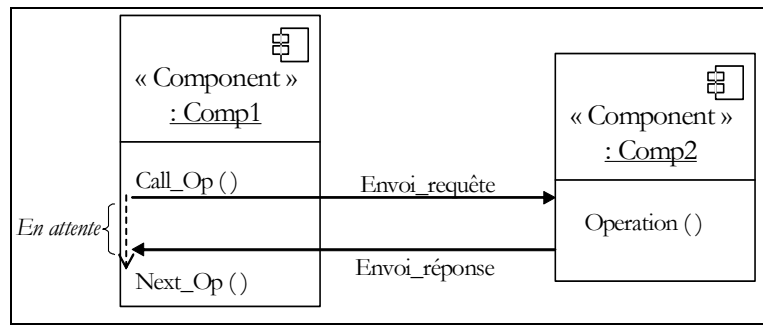 « Component »
: Comp1
« Component »
: Comp2
Call_Op ( )
Envoi_requête
Operation ( )
En attente
Envoi_réponse
Next_Op ( )